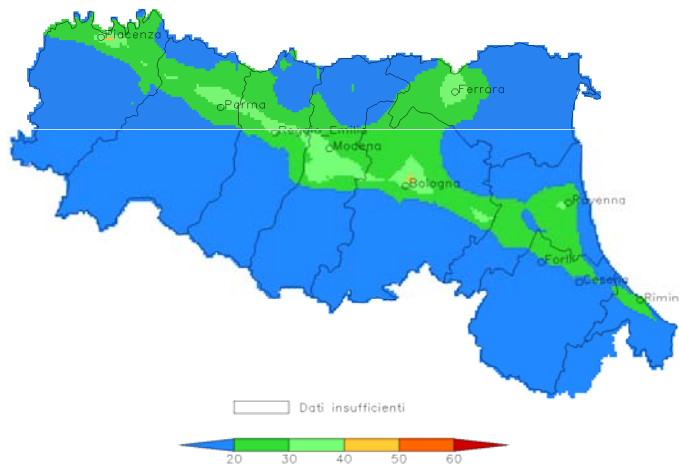 Piacenza
Parma
Ferrara
Reggio_Emilia
Modena
Bologna
Ravenna
Forlì
Cesena
Rimin
Dati insufficienti
20 30 40 50 60